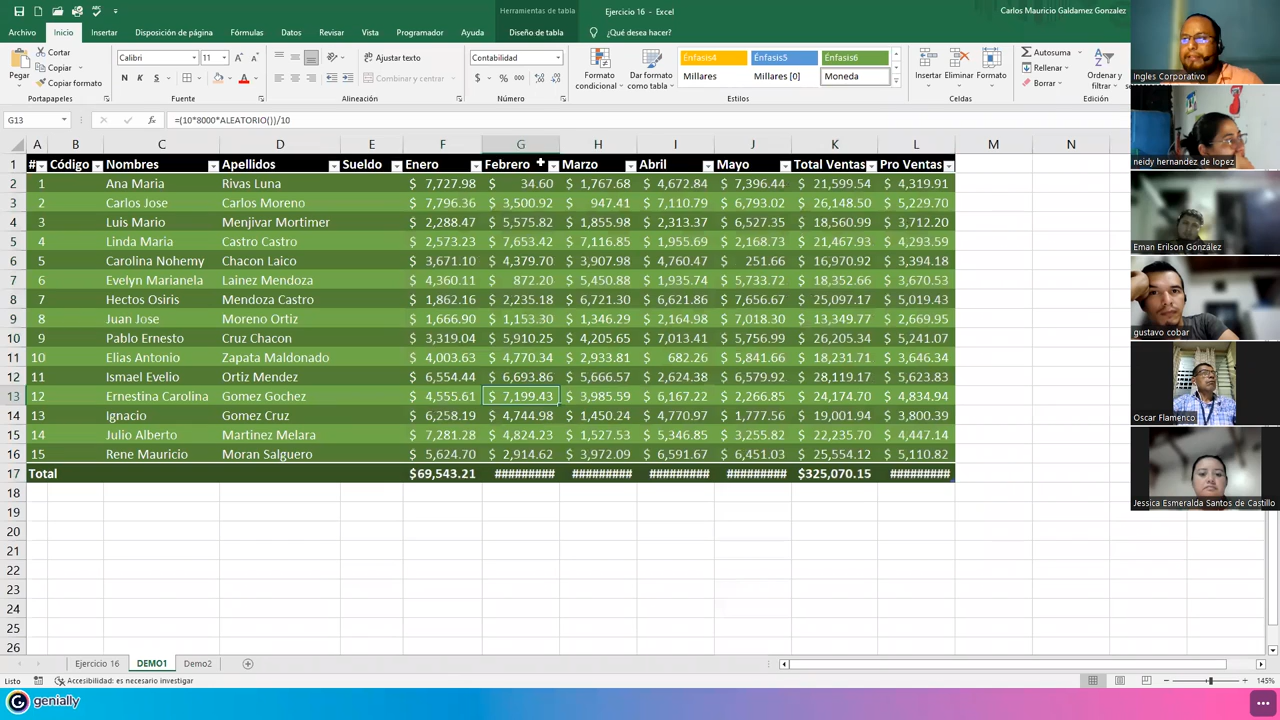 Herramientas de tabla
Ejercicio 16 - Excel
Carlos Mauricio Galdamez Gonzalez
Archivo Inicio Insertar Disposición de página Fórmulas Datos Revisar Vista Programador Ayuda Diseño de tabla ¿Qué desea hacer?
Pegar
Cortar
Copiar
Copiar formato
Portapapeles
Calibri 11
N K S
Fuente
Ajustar texto
Combinar y centrar
Alineación
Contabilidad
$ % 000
Número
Formato condicional
Dar formato como tabla
Énfasis4 Énfasis5 Énfasis6
Millares Millares [0] Moneda
Estilos
Insertar Eliminar Formato
Celdas
Autosuma
Rellenar
Borrar
Ordenar y filtrar
Edición
G13 fx =(10*8000*ALEATORIO())/10
A B C D E F G H I J K L M N
1 # Código Nombres Apellidos Sueldo Enero Febrero Marzo Abril Mayo Total Ventas Pro Ventas
2 1 Ana Maria Rivas Luna $ 7,727.98 $ 34.60 $ 1,767.68 $ 4,672.84 $ 7,396.44 $ 21,599.54 $ 4,319.91
3 2 Carlos Jose Carlos Moreno $ 7,796.36 $ 3,500.92 $ 947.41 $ 7,110.79 $ 6,793.02 $ 26,148.50 $ 5,229.70
4 3 Luis Mario Menjivar Mortimer $ 2,288.47 $ 5,575.82 $ 1,855.98 $ 2,313.37 $ 6,527.35 $ 18,560.99 $ 3,712.20
5 4 Linda Maria Castro Castro $ 2,573.23 $ 7,653.42 $ 7,116.85 $ 1,955.69 $ 2,168.73 $ 21,467.93 $ 4,293.59
6 5 Carolina Nohemy Chacon Laico $ 3,671.10 $ 4,379.70 $ 3,907.98 $ 4,760.47 $ 251.66 $ 16,970.92 $ 3,394.18
7 6 Evelyn Marianela Lainez Mendoza $ 4,360.11 $ 872.20 $ 5,450.88 $ 1,935.74 $ 5,733.72 $ 18,352.66 $ 3,670.53
8 7 Hectos Osiris Mendoza Castro $ 1,862.16 $ 2,235.18 $ 6,721.30 $ 6,621.86 $ 7,656.67 $ 25,097.17 $ 5,019.43
9 8 Juan Jose Moreno Ortiz $ 1,666.90 $ 1,153.30 $ 1,346.29 $ 2,164.98 $ 7,018.30 $ 13,349.77 $ 2,669.95
10 9 Pablo Ernesto Cruz Chacon $ 3,319.04 $ 5,910.25 $ 4,205.65 $ 7,013.41 $ 5,756.99 $ 26,205.34 $ 5,241.07
11 10 Elias Antonio Zapata Maldonado $ 4,003.63 $ 4,770.34 $ 2,933.81 $ 682.26 $ 5,841.66 $ 18,231.71 $ 3,646.34
12 11 Ismael Evelio Ortiz Mendez $ 6,554.44 $ 6,693.86 $ 5,666.57 $ 2,624.38 $ 6,579.92 $ 28,119.17 $ 5,623.83
13 12 Ernestina Carolina Gomez Gochez $ 4,555.61 $ 7,199.43 $ 3,985.59 $ 6,167.22 $ 2,266.85 $ 24,174.70 $ 4,834.94
14 13 Ignacio Gomez Cruz $ 6,258.19 $ 4,744.98 $ 1,450.24 $ 4,770.97 $ 1,777.56 $ 19,001.94 $ 3,800.39
15 14 Julio Alberto Martinez Melara $ 7,281.28 $ 4,824.23 $ 1,527.53 $ 5,346.85 $ 3,255.82 $ 22,235.70 $ 4,447.14
16 15 Rene Mauricio Moran Salguero $ 5,624.70 $ 2,914.62 $ 3,972.09 $ 6,591.67 $ 6,451.03 $ 25,554.12 $ 5,110.82
17 Total $69,543.21 ######### ######### ######### ######### $325,070.15 #########
18
19
20
21
22
23
24
25
26
Ejercicio 16 DEMO1 Demo2
Listo Accesibilidad: es necesario investigar 145%
genially
Ingles Corporativo
neidy hernandez de lopez
Eman Erilson González
gustavo cobar
Oscar Flamenco
Jessica Esmeralda Santos de Castillo